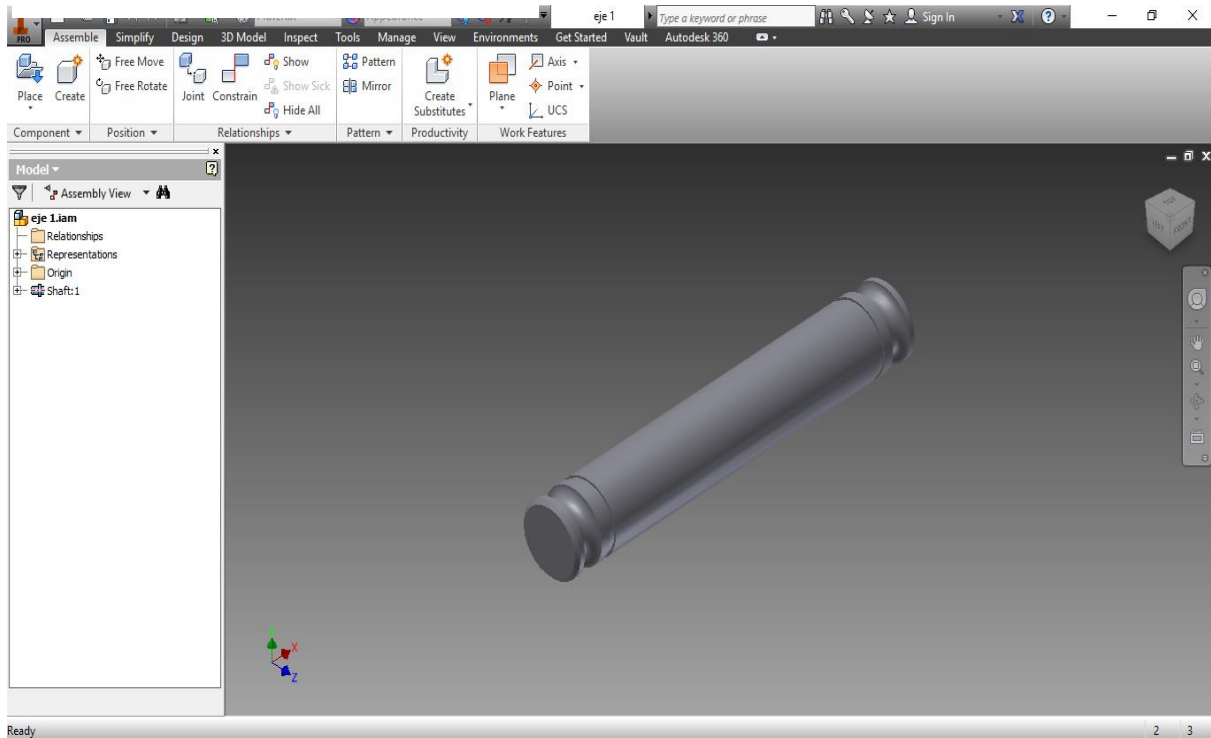 eje 1
Type a keyword or phrase
Sign In
PRO
Assemble Simplify Design 3D Model Inspect Tools Manage View Environments Get Started Vault Autodesk 360
Place
Create
Free Move
Free Rotate
Joint
Constrain
Show
Show Sick
Hide All
Pattern
Mirror
Create
Substitutes
Plane
Axis
Point
UCS
Component Position Relationships Pattern Productivity Work Features
Model
Assembly View
eje 1.iam
Relationships
Representations
Origin
Shaft:1
TOP
FRONT
X
Z
Ready
2 3